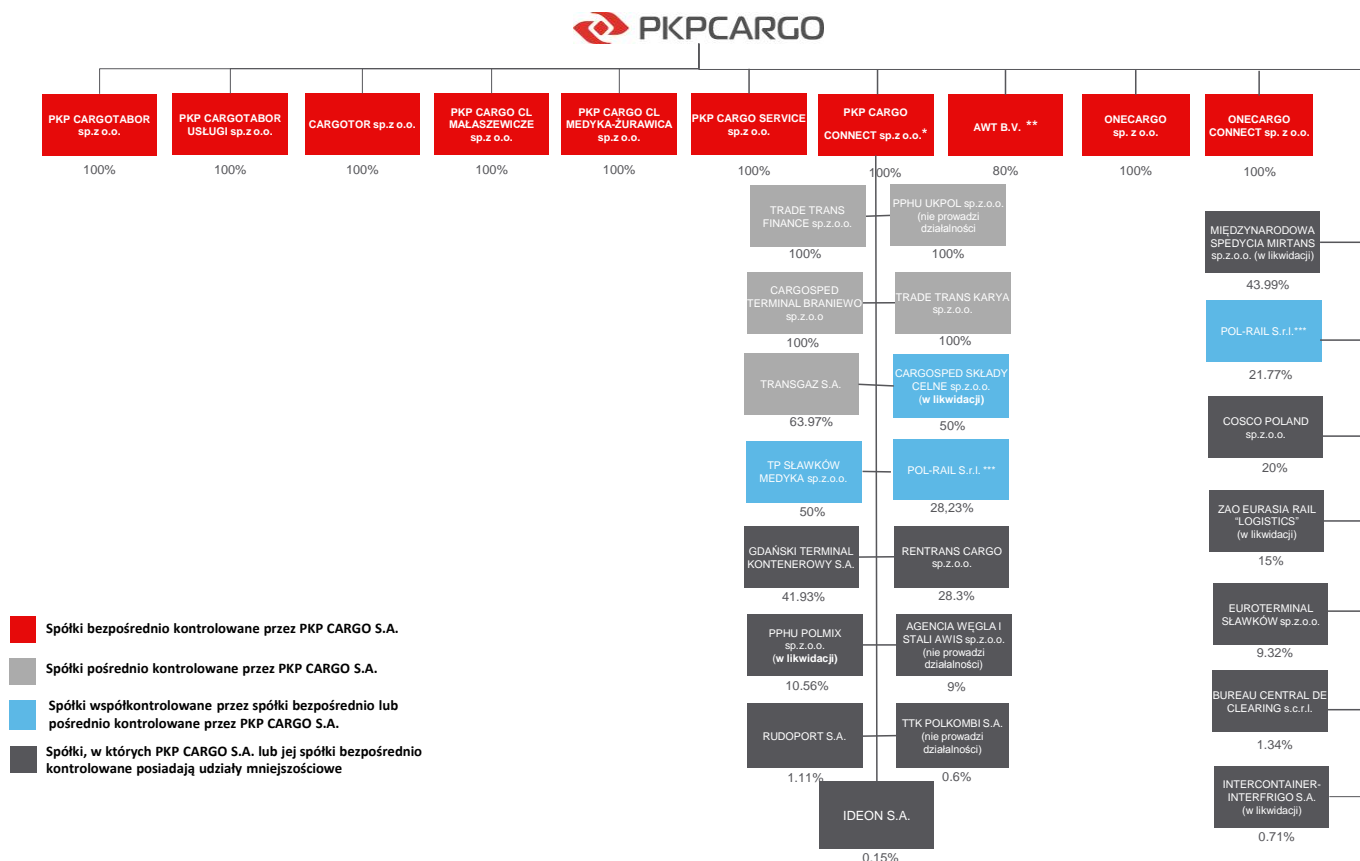 PKPCARGO
PKP CARGOTABOR
sp.z o.o.
100%
PKP CARGOTABOR
USŁUGI sp.z o.o.
100%
CARGOTOR sp.z o.o.
100%
PKP CARGO CL
MAŁASZEWICZE
sp.z o.o.
100%
PKP CARGO CL
MEDYKA-ŻURAWICA
sp.z o.o.
100%
PKP CARGO SERVICE
sp.z o.o.
100%
PKP CARGO
CONNECT sp.z o.o.*
100%
AWT B.V. **
80%
ONECARGO
sp. z o.o.
100%
ONECARGO
CONNECT sp. z o.o.
100%
TRADE TRANS
FINANCE sp.z.o.o.
100%
PPHU UKPOL sp.z.o.o.
(nie prowadzi
działalności
100%
CARGOSPED
TERMINAL BRANIEWO
sp.z.o.o
100%
TRADE TRANS KARYA
sp.z.o.o.
100%
TRANSGAZ S.A.
63.97%
CARGOSPED SKŁADY
CELNE sp.z.o.o.
(w likwidacji)
50%
TP SŁAWKÓW
MEDYKA sp.z.o.o.
50%
POL-RAIL S.r.l. ***
28,23%
GDAŃSKI TERMINAL
KONTENEROWY S.A.
41.93%
RENTRANS CARGO
sp.z.o.o.
28.3%
PPHU POLMIX
sp.z.o.o.
(w likwidacji)
10.56%
AGENCIA WĘGLA I
STALI AWIS sp.z.o.o.
(nie prowadzi
działalności)
9%
RUDOPORT S.A.
1.11%
TTK POLKOMBI S.A.
(nie prowadzi
działalności)
0.6%
IDEON S.A.
0.15%
MIĘDZYNARODOWA
SPEDYCIA MIRTANS
sp.z.o.o. (w likwidacji)
43.99%
POL-RAIL S.r.l.***
21.77%
COSCO POLAND
sp.z.o.o.
20%
ZAO EURASIA RAIL
"LOGISTICS"
(w likwidacji)
15%
EUROTERMINAL
SŁAWKÓW sp.z.o.o.
9.32%
BUREAU CENTRAL DE
CLEARING s.c.r.l.
1.34%
INTERCONTAINER-
INTERFRIGO S.A.
(w likwidacji)
0.71%
Spółki bezpośrednio kontrolowane przez PKP CARGO S.A.
Spółki pośrednio kontrolowane przez PKP CARGO S.A.
Spółki współkontrolowane przez spółki bezpośrednio lub
pośrednio kontrolowane przez PKP CARGO S.A.
Spółki, w których PKP CARGO S.A. lub jej spółki bezpośrednio
kontrolowane posiadają udziały mniejszościowe